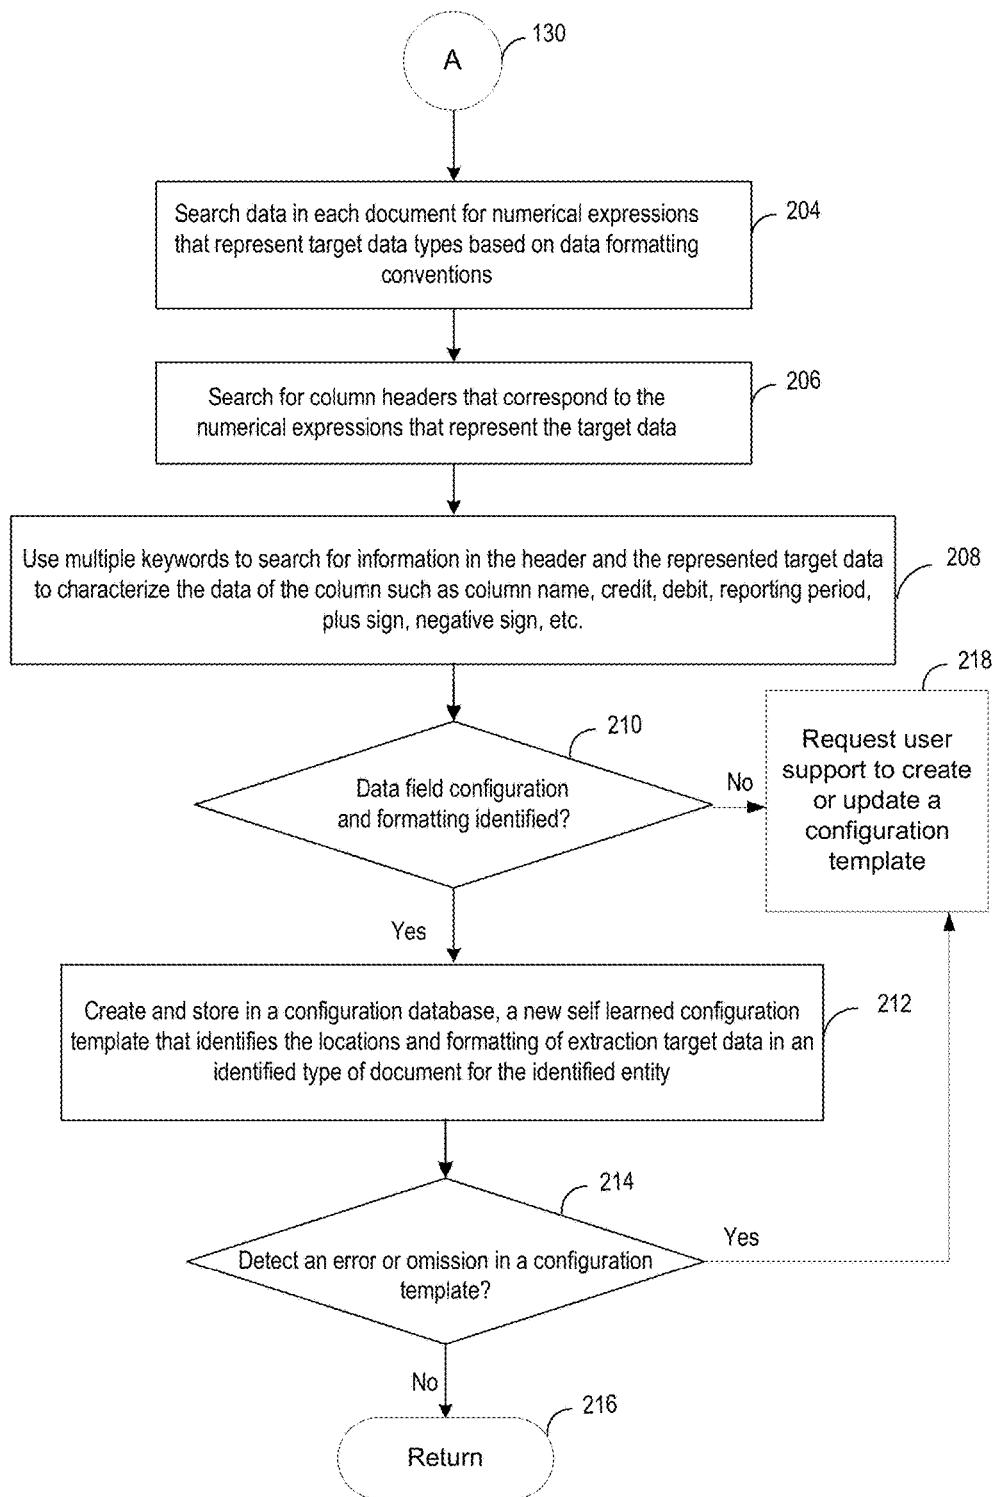 A
130
Search data in each document for numerical expressions
that represent target data types based on data formatting
conventions
204
Search for column headers that correspond to the
numerical expressions that represent the target data
206
Use multiple keywords to search for information in the header and the represented target data
to characterize the data of the column such as column name, credit, debit, reporting period,
plus sign, negative sign, etc.
208
Data field configuration
and formatting identified?
210
No
Request user
support to create
or update a
configuration
template
218
Yes
Create and store in a configuration database, a new self learned configuration
template that identifies the locations and formatting of extraction target data in an
identified type of document for the identified entity
212
Detect an error or omission in a configuration
template?
214
Yes
No
Return
216